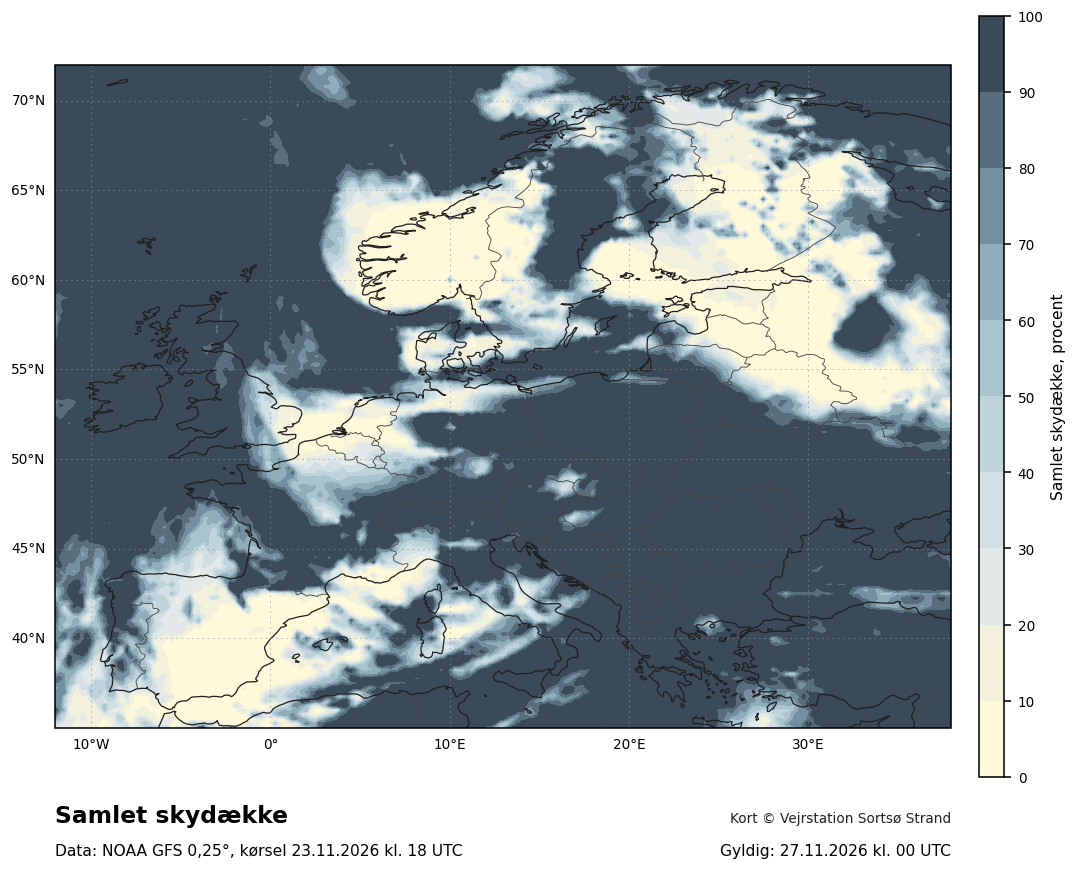 100
90
80
70
60
50
40
30
20
10
0
Samlet skydække, procent
70°N
65°N
60°N
55°N
50°N
45°N
40°N
10°W
0°
10°E
20°E
30°E
Samlet skydække
Kort © Vejrstation Sortsø Strand
Data: NOAA GFS 0,25°, kørsel 23.11.2026 kl. 18 UTC
Gyldig: 27.11.2026 kl. 00 UTC